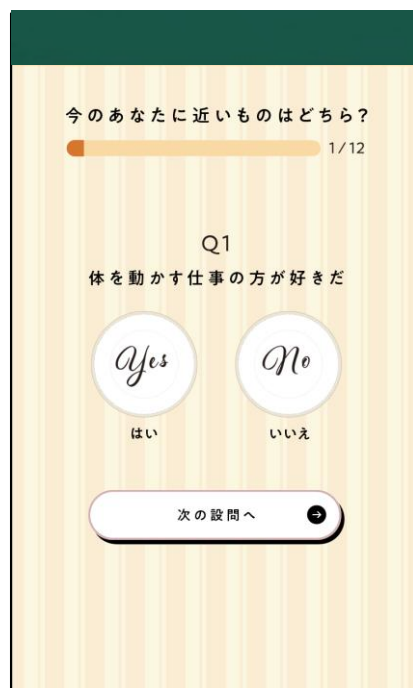 今のあなたに近いものはどちら?
1/12
Q1
体を動かす仕事の方が好きだ
Yes No
はい いいえ
次の設問へ